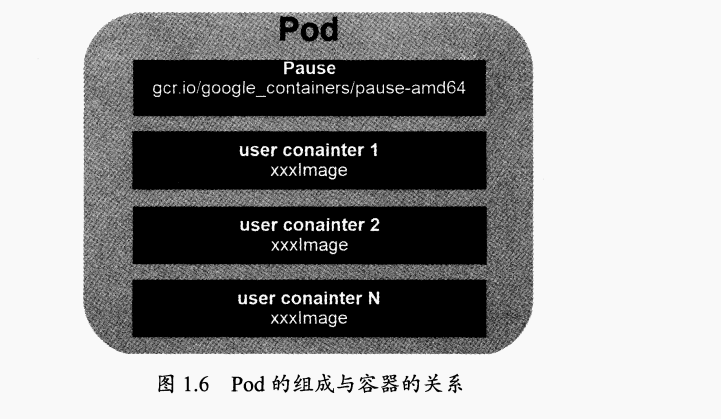 Pod
Pause
gcr.io/google_containers/pause-amd64
user conainter 1
xxxImage
user conainter 2
xxxImage
user conainter N
xxxImage
图 1.6 Pod 的组成与容器的关系